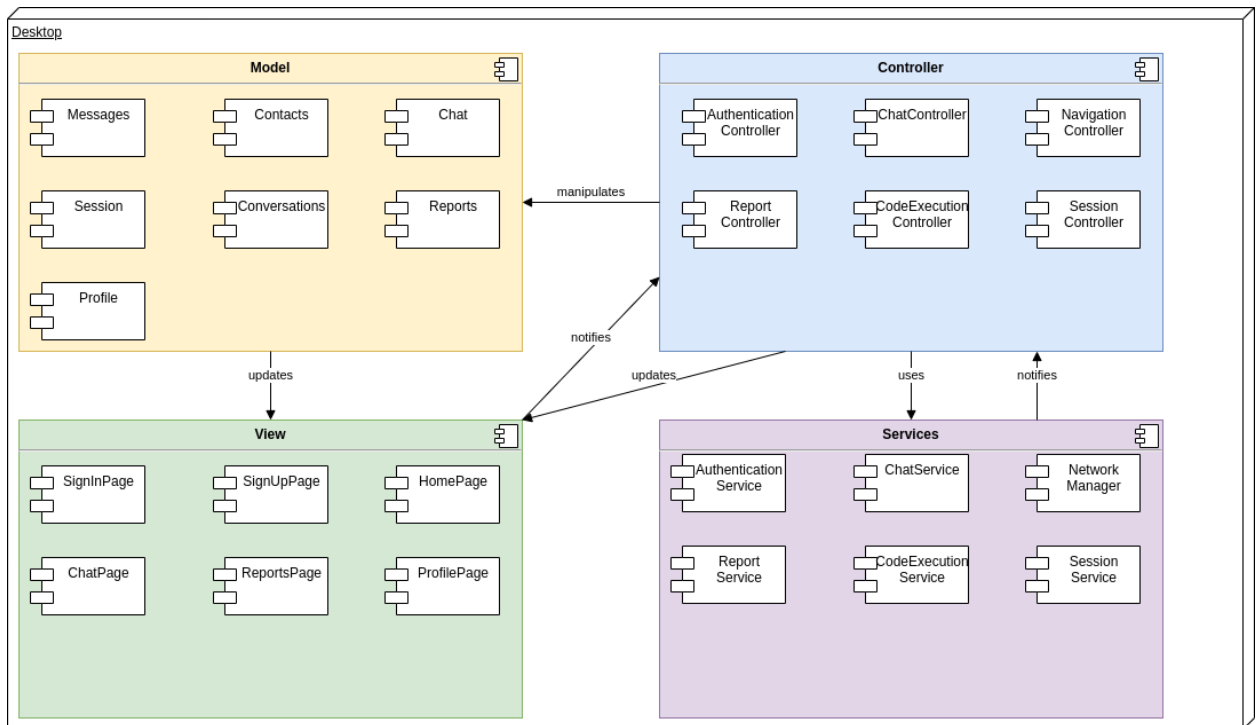 Desktop
Model
Messages
Contacts
Chat
Session
Conversations
Reports
Profile
Controller
Authentication
Controller
ChatController
Navigation
Controller
Report
Controller
CodeExecution
Controller
Session
Controller
manipulates
notifies
updates
updates
uses
notifies
View
SignInPage
SignUpPage
HomePage
ChatPage
ReportsPage
ProfilePage
Services
Authentication
Service
ChatService
Network
Manager
Report
Service
CodeExecution
Service
Session
Service